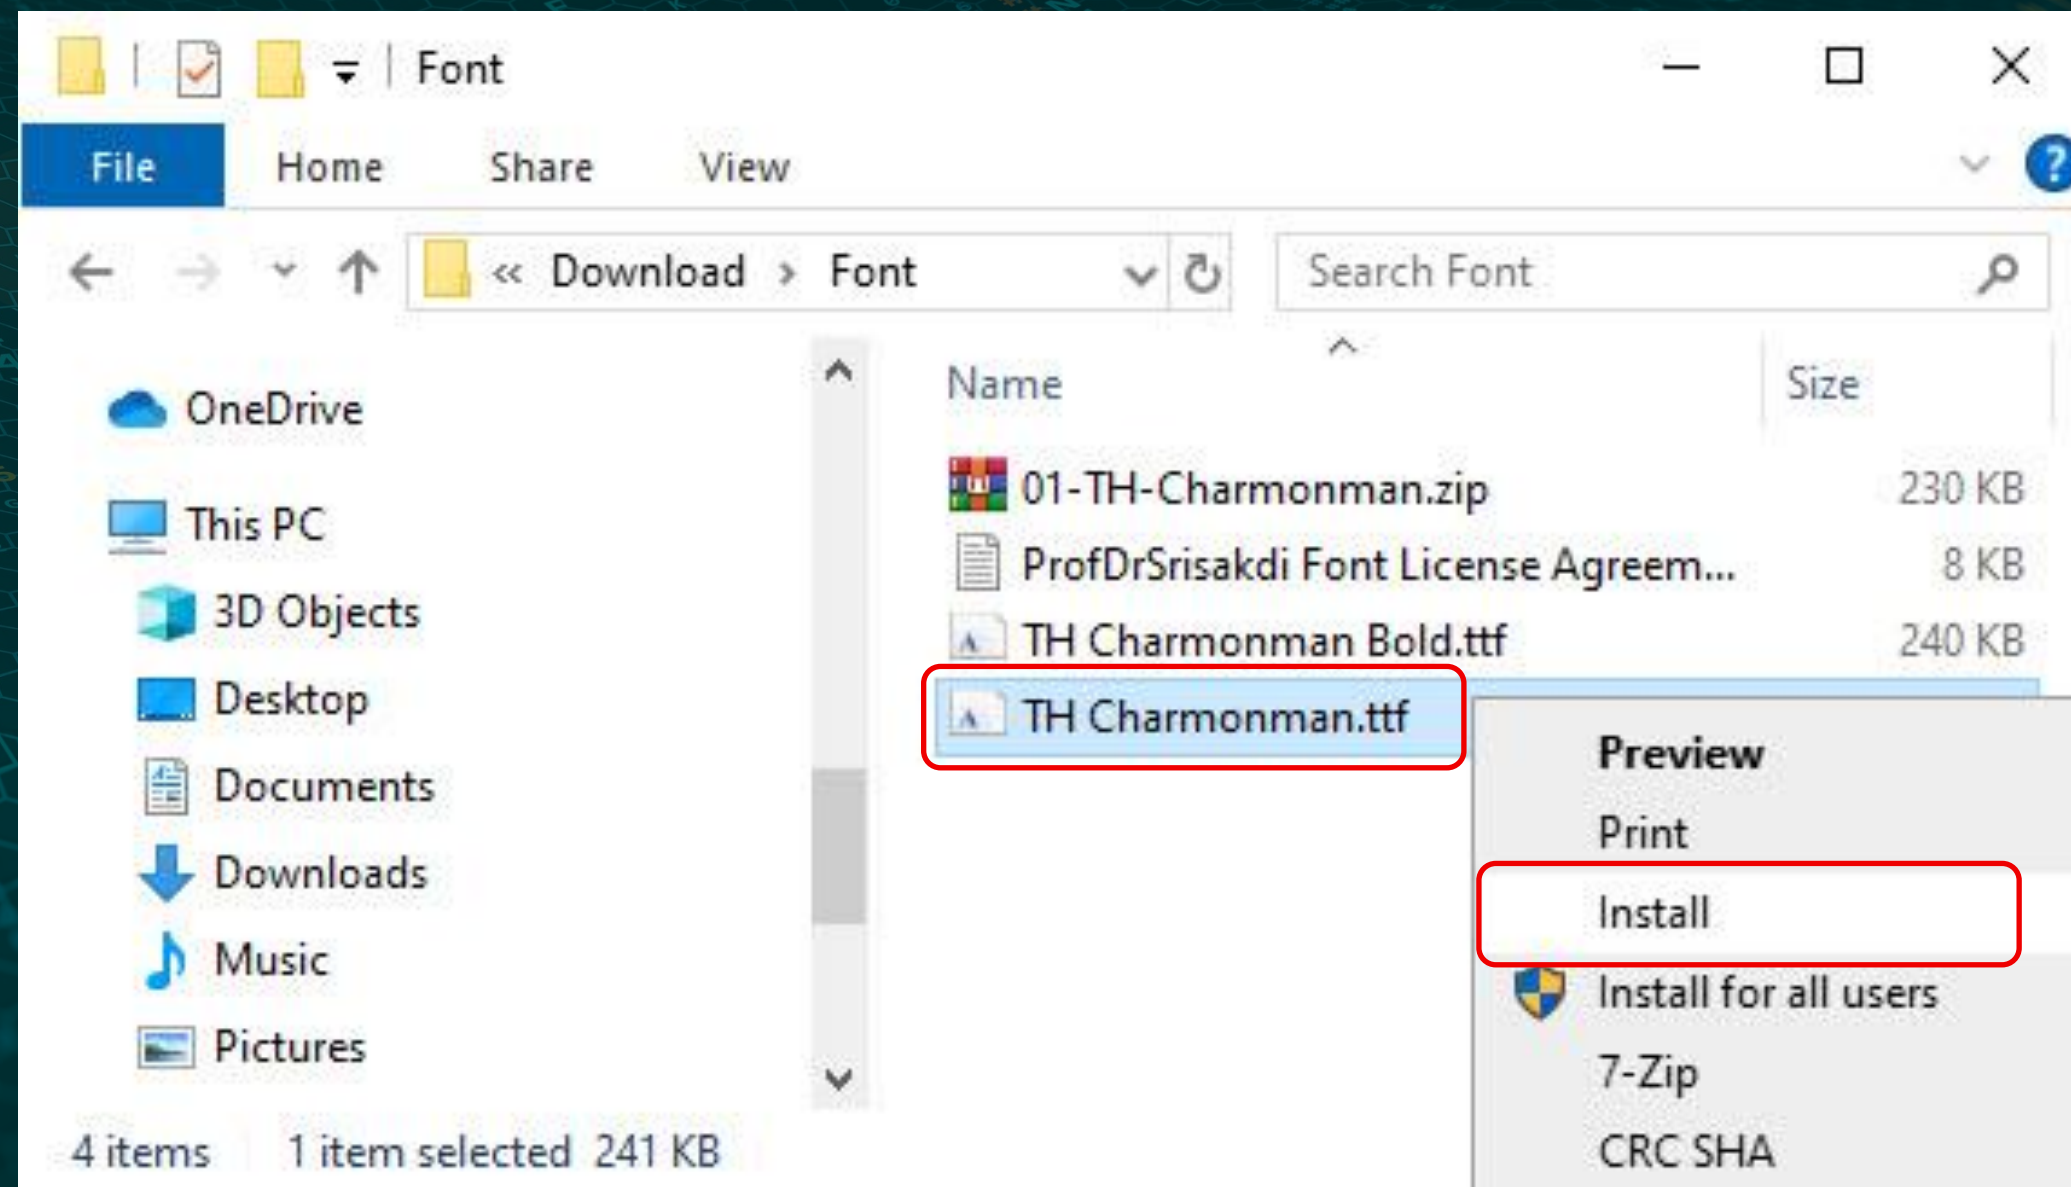 Font
File Home Share View
?
« Download > Font Search Font
Name Size
OneDrive
This PC
3D Objects
Desktop
Documents
Downloads
Music
Pictures
01-TH-Charmonman.zip 230 KB
ProfDrSrisakdi Font License Agreem... 8 KB
TH Charmonman Bold.ttf 240 KB
TH Charmonman.ttf
Preview
Print
Install
Install for all users
7-Zip
CRC SHA
4 items 1 item selected 241 KB